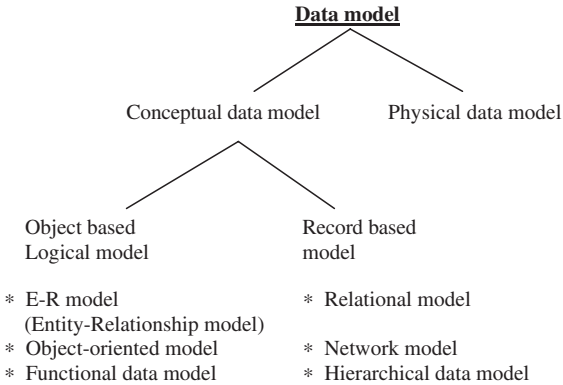 Data model
Conceptual data model
Physical data model
Object based
Logical model
Record based
model
* E-R model
(Entity-Relationship model)
* Object-oriented model
* Functional data model
* Relational model
* Network model
* Hierarchical data model